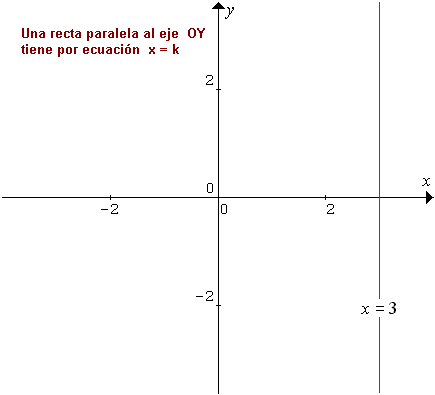 y
Una recta paralela al eje OY
tiene por ecuación x = k
2
0
x
-2
0
2
-2
x = 3